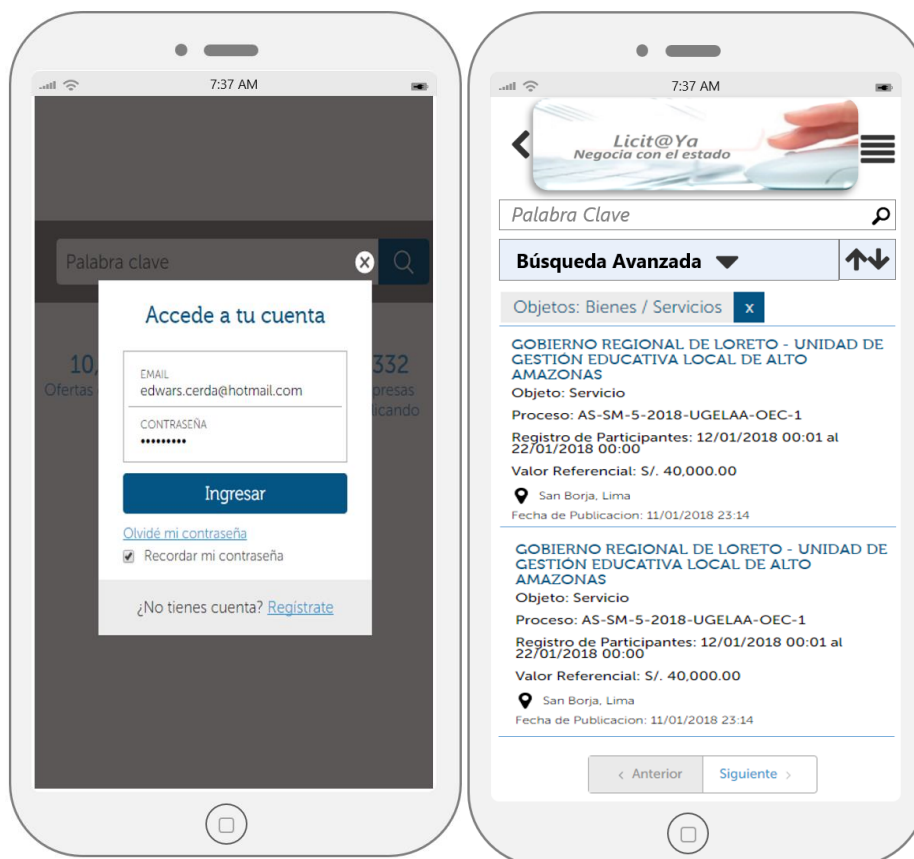 7:37 AM
Palabra clave
Accede a tu cuenta
10,
332
Ofertas
presas
licando
EMAIL
edwars.cerda@hotmail.com
CONTRASEÑA
•••••••••
Ingresar
Olvidé mi contraseña
Recordar mi contraseña
¿No tienes cuenta? Regístrate
7:37 AM
Licit@Ya
Negocia con el estado
Palabra Clave
Búsqueda Avanzada
Objetos: Bienes / Servicios x
GOBIERNO REGIONAL DE LORETO - UNIDAD DE
GESTIÓN EDUCATIVA LOCAL DE ALTO
AMAZONAS
Objeto: Servicio
Proceso: AS-SM-5-2018-UGELAA-OEC-1
Registro de Participantes: 12/01/2018 00:01 al
22/01/2018 00:00
Valor Referencial: S/. 40,000.00
San Borja, Lima
Fecha de Publicacion: 11/01/2018 23:14
GOBIERNO REGIONAL DE LORETO - UNIDAD DE
GESTIÓN EDUCATIVA LOCAL DE ALTO
AMAZONAS
Objeto: Servicio
Proceso: AS-SM-5-2018-UGELAA-OEC-1
Registro de Participantes: 12/01/2018 00:01 al
22/01/2018 00:00
Valor Referencial: S/. 40,000.00
San Borja, Lima
Fecha de Publicacion: 11/01/2018 23:14
‹ Anterior
Siguiente ›